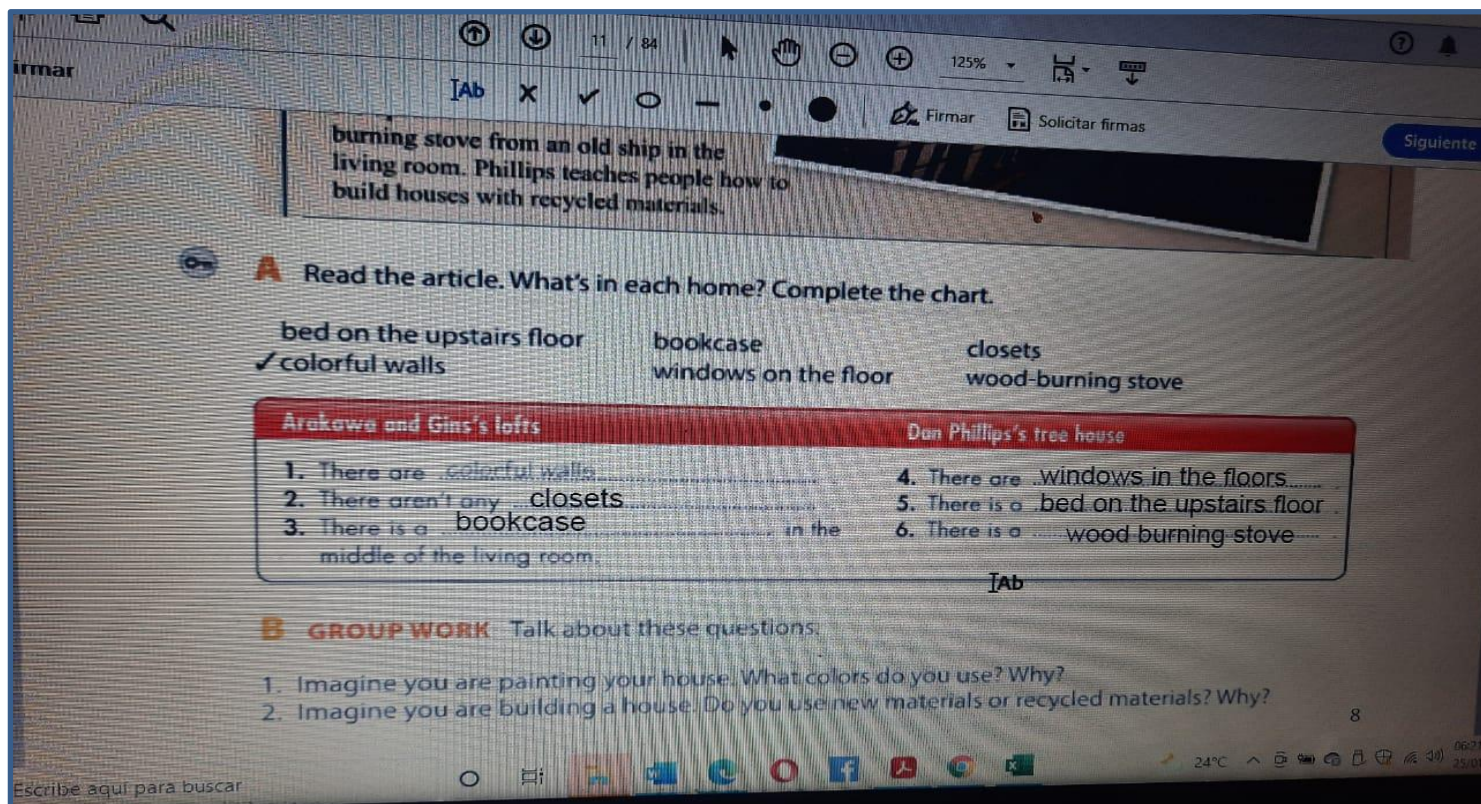 11 / 84
125%
irmar
IAb
Firmar
Solicitar firmas
Siguiente
burning stove from an old ship in the
living room. Phillips teaches people how to
build houses with recycled materials.
A Read the article. What's in each home? Complete the chart.
bed on the upstairs floor bookcase closets
✓colorful walls windows on the floor wood-burning stove
Arakawa and Gins's lofts Dan Phillips's tree house
1. There are colorful walls 4. There are windows in the floors
2. There aren't any closets 5. There is a bed on the upstairs floor
3. There is a bookcase in the 6. There is a wood burning stove
middle of the living room.
IAb
B GROUP WORK Talk about these questions.
1. Imagine you are painting your house. What colors do you use? Why?
2. Imagine you are building a house. Do you use new materials or recycled materials? Why?
8
24°C
Escribe aquí para buscar